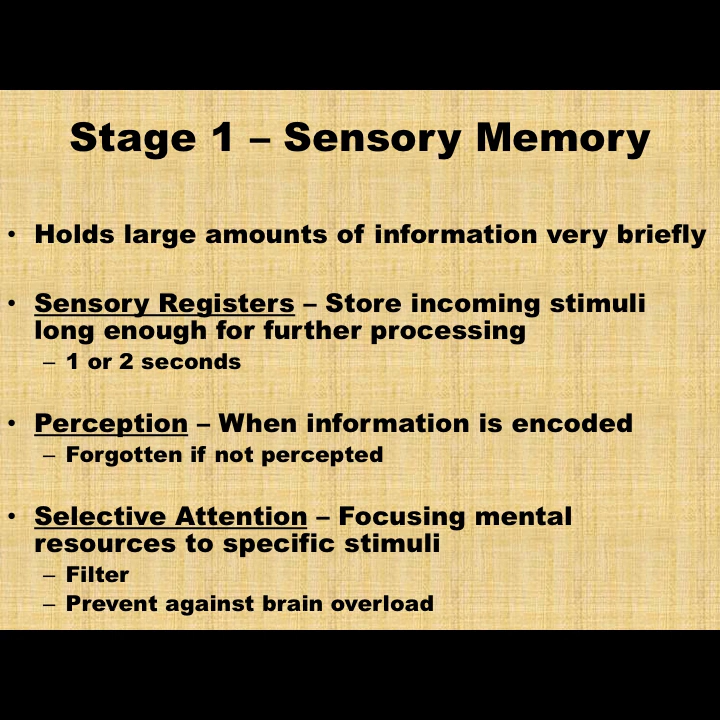 Stage 1 – Sensory Memory
• Holds large amounts of information very briefly
• Sensory Registers – Store incoming stimuli
long enough for further processing
– 1 or 2 seconds
• Perception – When information is encoded
– Forgotten if not percepted
• Selective Attention – Focusing mental
resources to specific stimuli
– Filter
– Prevent against brain overload